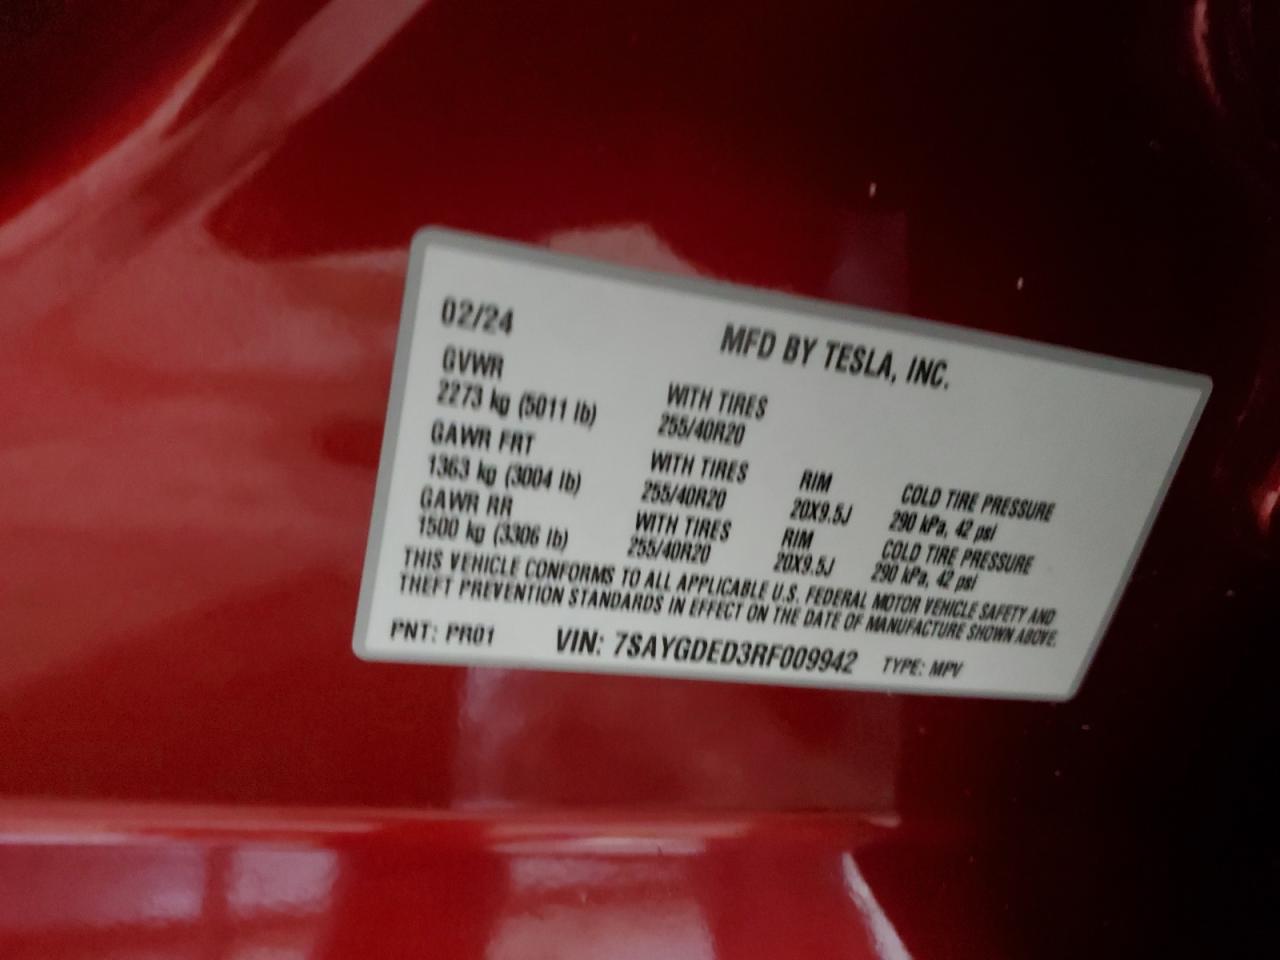 02/24 MFD BY TESLA, INC.
GVWR
2273 kg (5011 lb) WITH TIRES
255/40R20
GAWR FRT
1363 kg (3004 lb) WITH TIRES RIM COLD TIRE PRESSURE
255/40R20 20X9.5J 290 kPa, 42 psi
GAWR RR
1500 kg (3306 lb) WITH TIRES RIM COLD TIRE PRESSURE
255/40R20 20X9.5J 290 kPa, 42 psi
THIS VEHICLE CONFORMS TO ALL APPLICABLE U.S. FEDERAL MOTOR VEHICLE SAFETY AND
THEFT PREVENTION STANDARDS IN EFFECT ON THE DATE OF MANUFACTURE SHOWN ABOVE.
PNT: PR01 VIN: 7SAYGDED3RF009942 TYPE: MPV